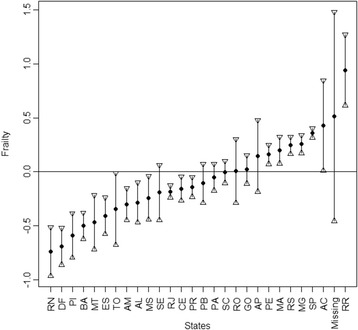 1.5
1.0
0.5
0.0
-0.5
-1.0
Frailty
RN DF PI BA MT ES TO AM AL MS SE RJ CE PR PB PA SC RO GO AP PE MA RS MG SP AC Missing RR
States